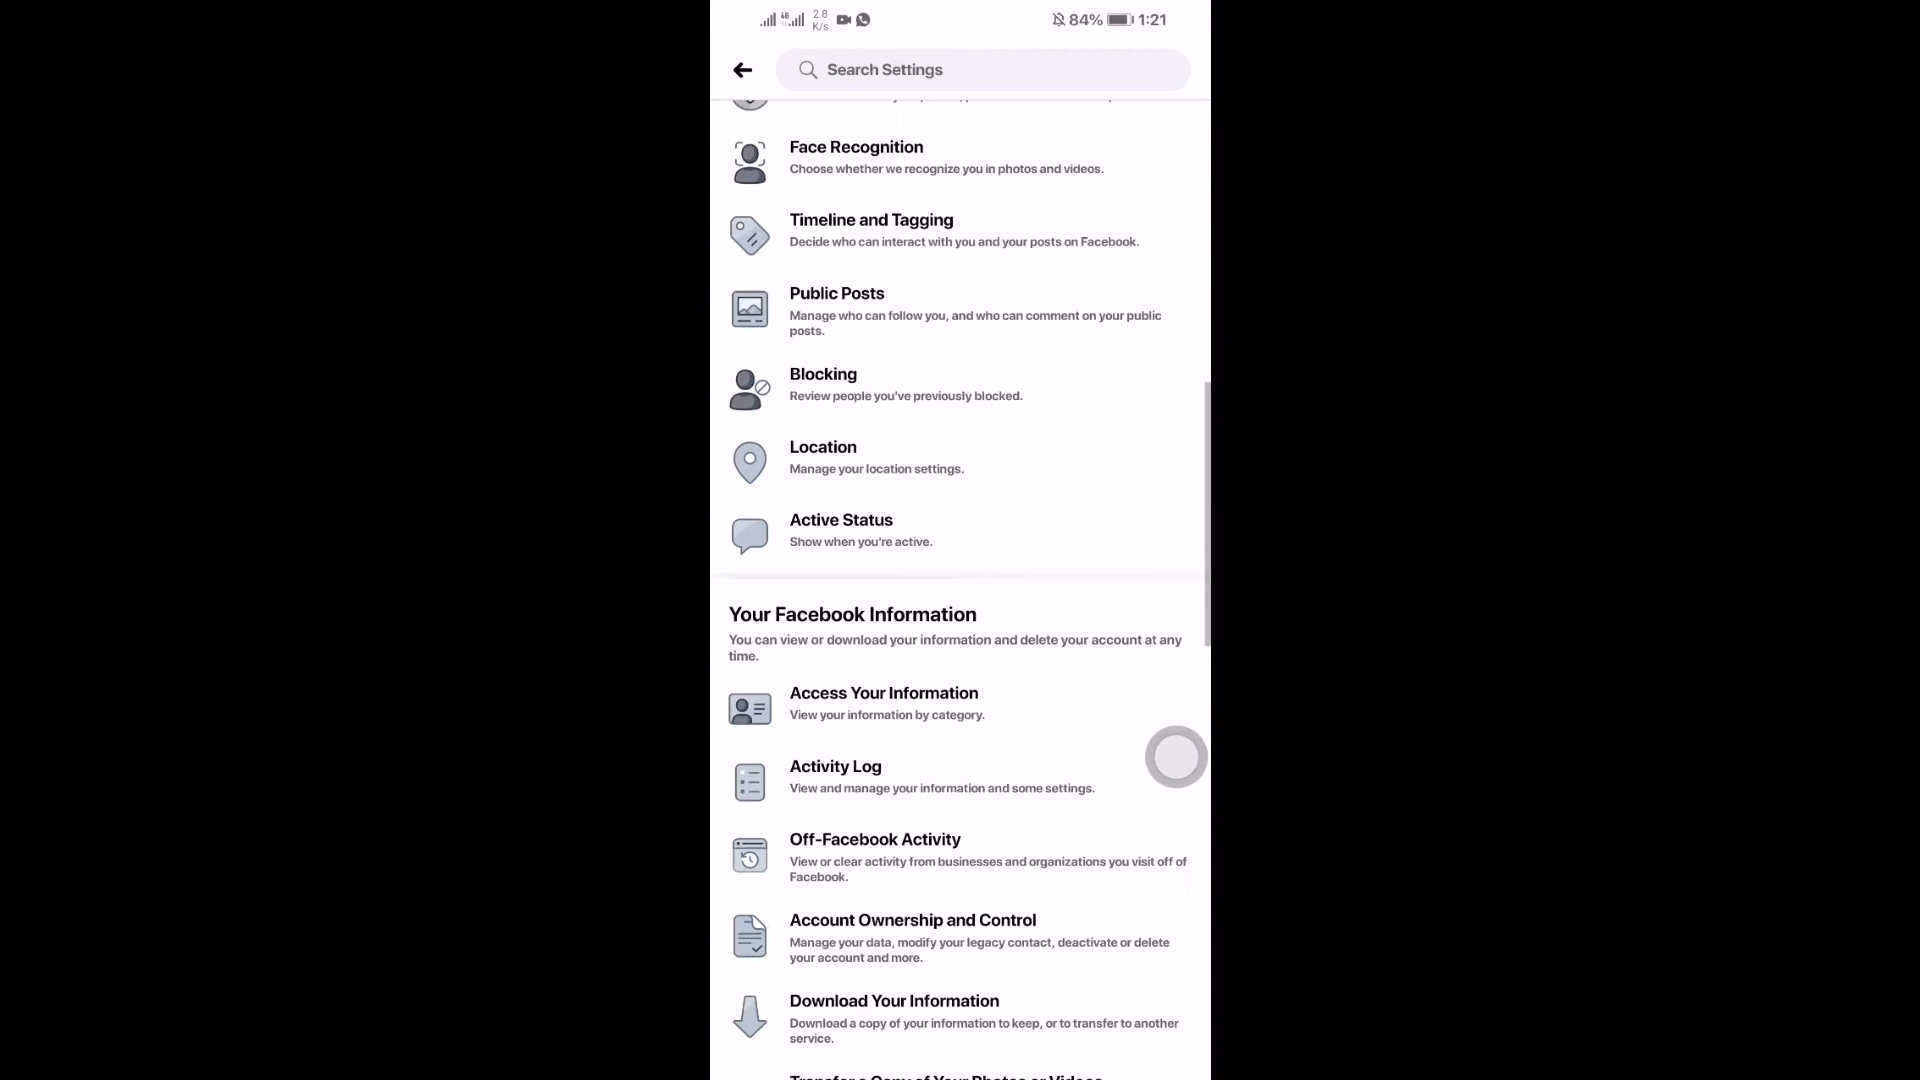 4G 2.8 K/s 84% 1:21
Search Settings
Face Recognition
Choose whether we recognize you in photos and videos.
Timeline and Tagging
Decide who can interact with you and your posts on Facebook.
Public Posts
Manage who can follow you, and who can comment on your public
posts.
Blocking
Review people you've previously blocked.
Location
Manage your location settings.
Active Status
Show when you're active.
Your Facebook Information
You can view or download your information and delete your account at any
time.
Access Your Information
View your information by category.
Activity Log
View and manage your information and some settings.
Off-Facebook Activity
View or clear activity from businesses and organizations you visit off of
Facebook.
Account Ownership and Control
Manage your data, modify your legacy contact, deactivate or delete
your account and more.
Download Your Information
Download a copy of your information to keep, or to transfer to another
service.
Transfer a Copy of Your Photos or Videos